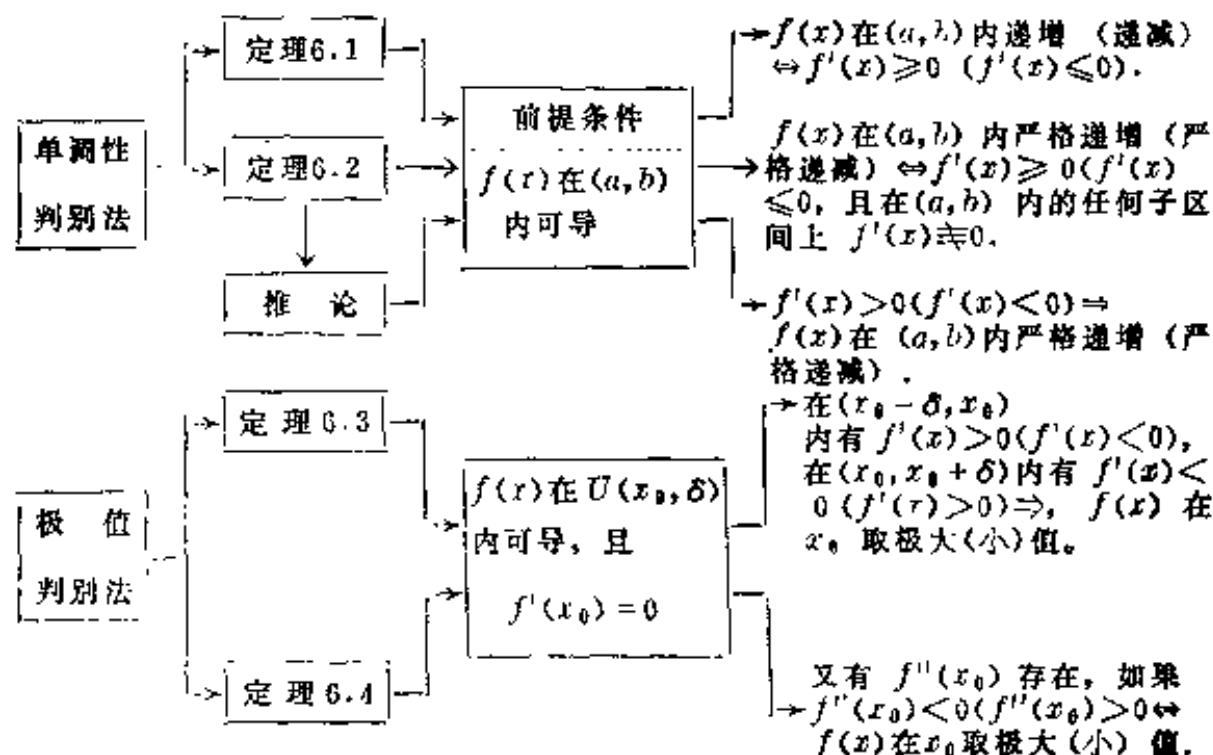 单调性
判别法
定理6.1
定理6.2
推 论
前提条件
f(x)在(a,b)
内可导
f(x)在(a,b)内递增 (递减)
⇔f'(x)≥0 (f'(x)≤0).
f(x)在(a,b) 内严格递增 (严
格递减) ⇔f'(x)≥0(f'(x)
≤0, 且在(a,b) 内的任何子区
间上 f'(x)≢0.
f'(x)>0(f'(x)<0)⇒
f(x)在 (a,b)内严格递增 (严
格递减) .
极 值
判别法
定理6.3
定理6.4
f(x)在U(x₀,δ)
内可导, 且
f'(x₀)=0
在(x₀-δ,x₀)
内有 f'(x)>0(f'(x)<0),
在(x₀,x₀+δ)内有 f'(x)<
0 (f'(x)>0)⇒, f(x) 在
x₀ 取极大(小)值。
又有 f''(x₀) 存在, 如果
f''(x₀)<0(f''(x₀)>0⇔
f(x)在x₀取极大 (小) 值.